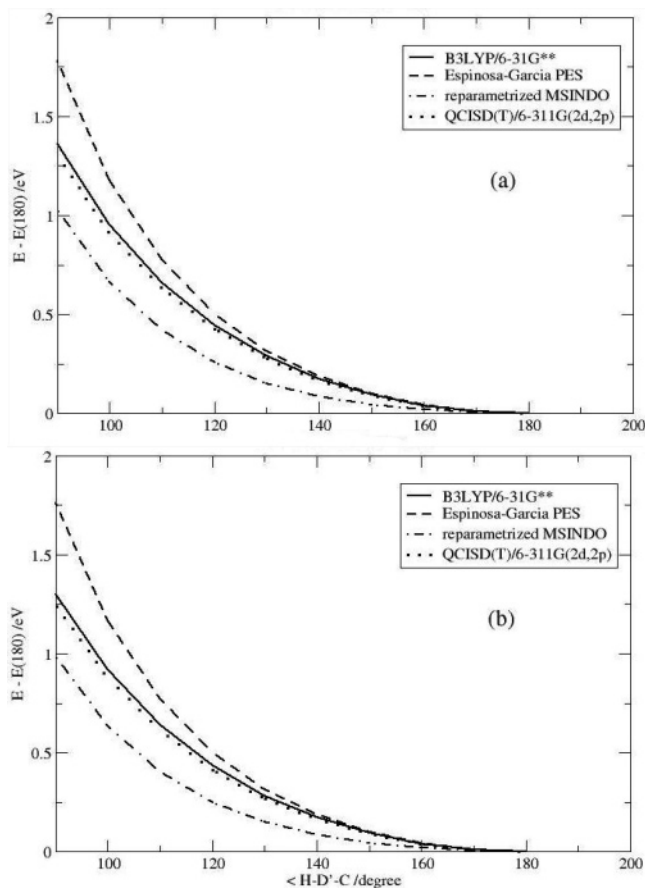 2
1.5
1
0.5
0
E - E(180) /eV
B3LYP/6-31G**
Espinosa-Garcia PES
reparametrized MSINDO
QCISD(T)/6-311G(2d,2p)
(a)
100
120
140
160
180
200
2
1.5
1
0.5
0
E - E(180) /eV
B3LYP/6-31G**
Espinosa-Garcia PES
reparametrized MSINDO
QCISD(T)/6-311G(2d,2p)
(b)
100
120
140
160
180
200
< H-D'-C /degree